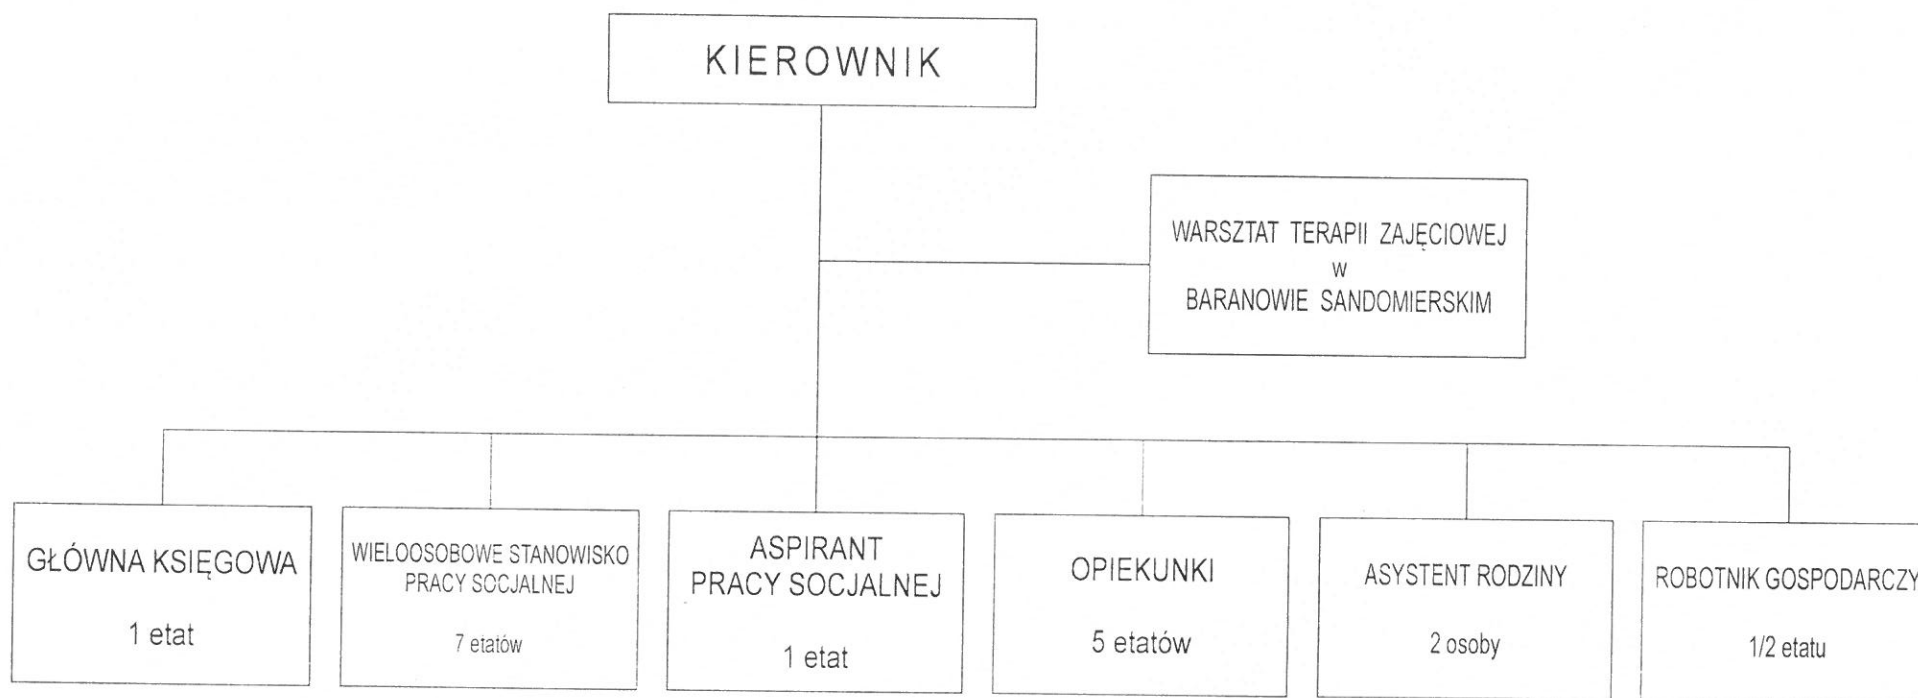 KIEROWNIK
WARSZTAT TERAPII ZAJĘCIOWEJ
w
BARANOWIE SANDOMIERSKIM
GŁÓWNA KSIĘGOWA
1 etat
WIELOOSOBOWE STANOWISKO
PRACY SOCJALNEJ
7 etatów
ASPIRANT
PRACY SOCJALNEJ
1 etat
OPIEKUNKI
5 etatów
ASYSTENT RODZINY
2 osoby
ROBOTNIK GOSPODARCZY
1/2 etatu